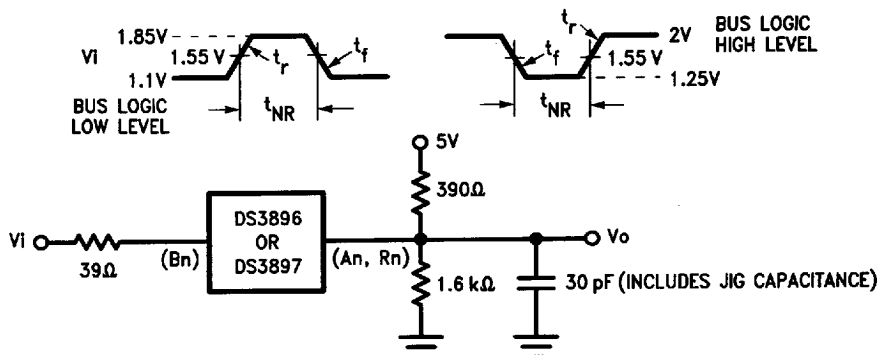 Vi
1.85V
1.55 V
1.1V
tr
tf
tNR
BUS LOGIC
LOW LEVEL
tr
tf
tNR
2V
1.55V
1.25V
BUS LOGIC
HIGH LEVEL
5V
390Ω
Vi
39Ω
(Bn)
DS3896
OR
DS3897
(An, Rn)
Vo
1.6 kΩ
30 pF (INCLUDES JIG CAPACITANCE)